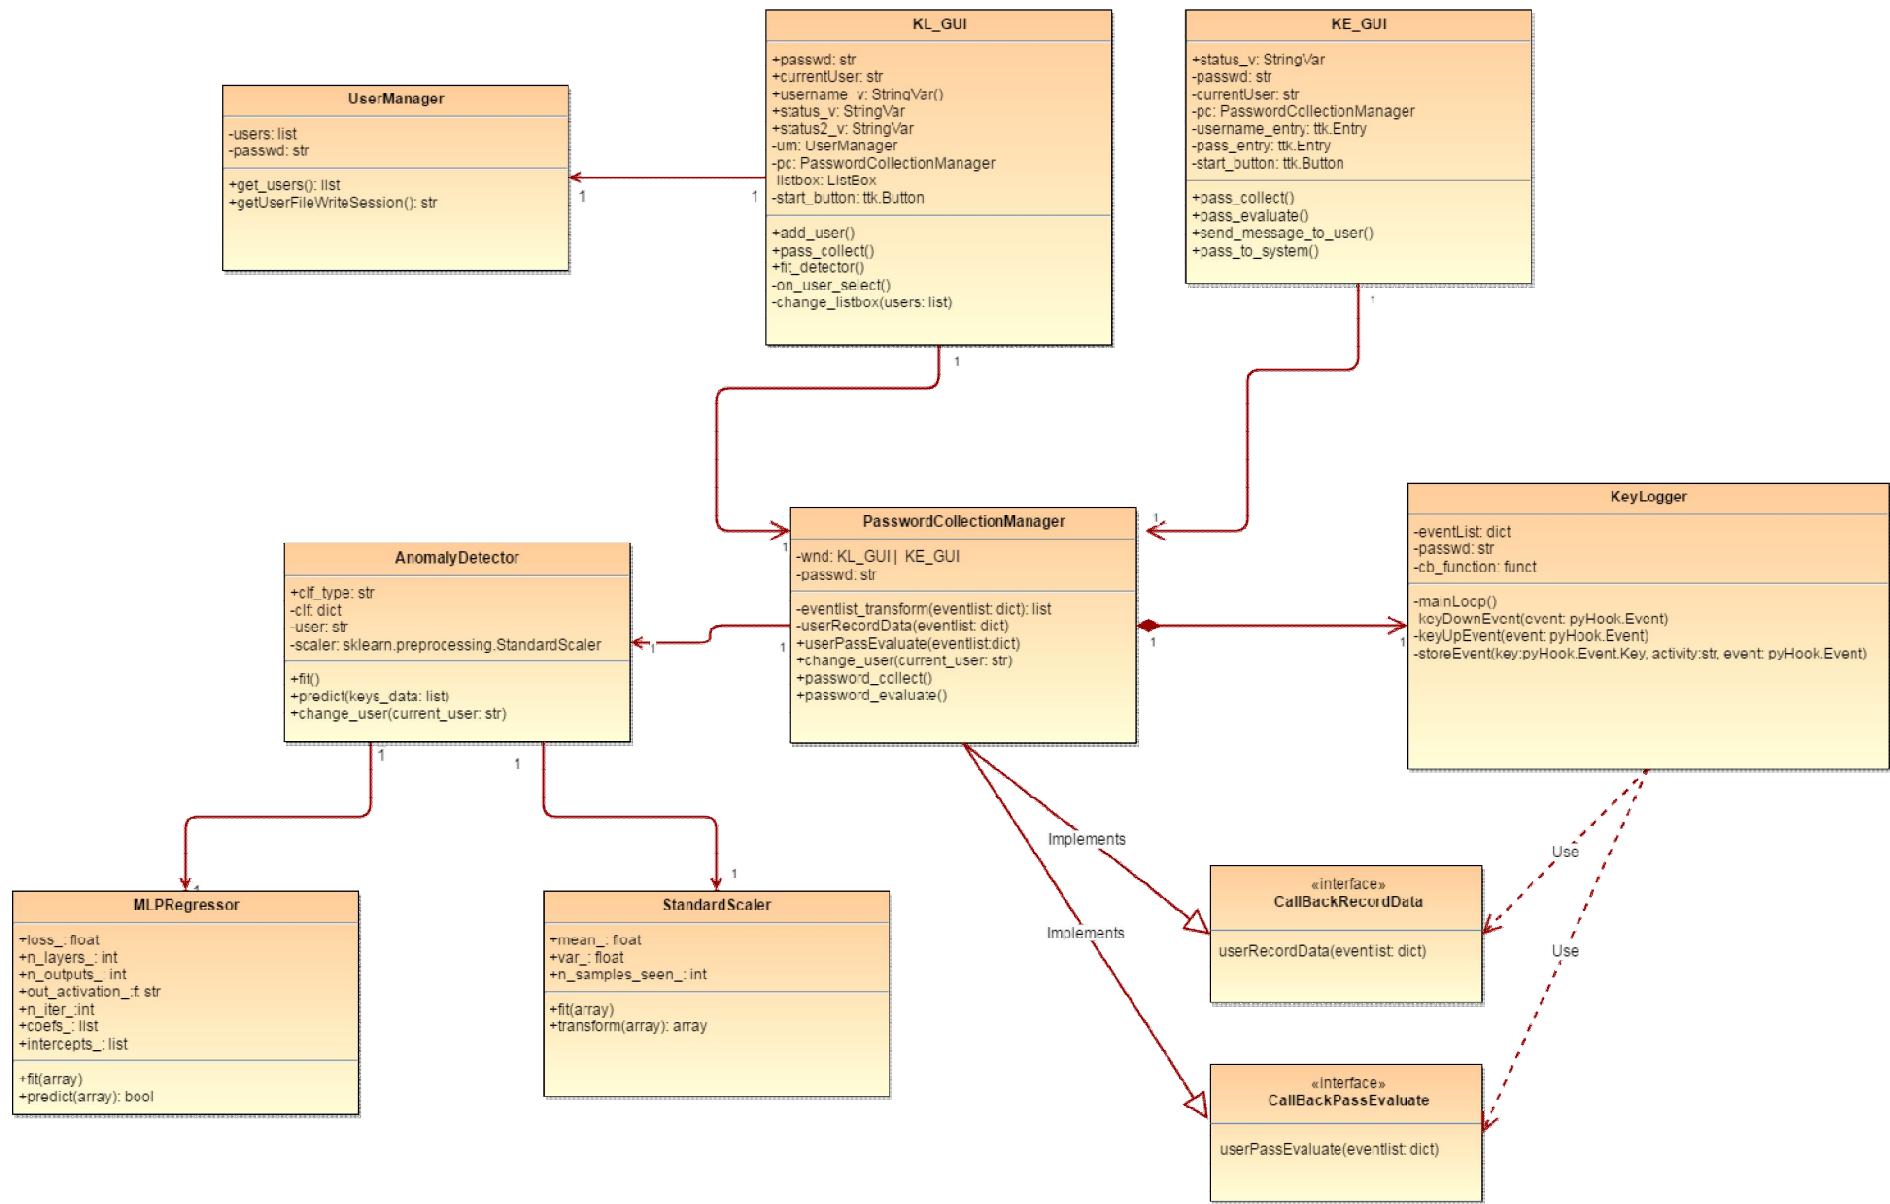 KL_GUI
+passwd: str
+currentUser: str
+username_v: StringVar()
+status_v: StringVar
+status2_v: StringVar
-um: UserManager
-pc: PasswordCollectionManager
listbox: ListBox
-start_button: ttk.Button
+add_user()
+pass_collect()
+fit_detector()
-on_user_select()
-change_listbox(users: list)
1
1
KE_GUI
+status_v: StringVar
-passwd: str
-currentUser: str
-pc: PasswordCollectionManager
-username_entry: ttk.Entry
-pass_entry: ttk.Entry
-start_button: ttk.Button
+pass_collect()
+pass_evaluate()
+send_message_to_user()
+pass_to_system()
1
UserManager
-users: list
-passwd: str
+get_users(): list
+getUserFileWriteSession(): str
1
PasswordCollectionManager
-wnd: KL_GUI| KE_GUI
-passwd: str
-eventlist_transform(eventlist: dict): list
-userRecordData(eventlist: dict)
+userPassEvaluate(eventlist:dict)
+change_user(current_user: str)
+password_collect()
+password_evaluate()
1
1
1
1
KeyLogger
-eventList: dict
-passwd: str
-cb_function: funct
-mainLoop()
-keyDownEvent(event: pyHook.Event)
-keyUpEvent(event: pyHook.Event)
-storeEvent(key:pyHook.Event.Key, activity:str, event: pyHook.Event)
1
AnomalyDetector
+clf_type: str
-clf: dict
-user: str
-scaler: sklearn.preprocessing.StandardScaler
+fit()
+predict(keys_data: list)
+change_user(current_user: str)
1
1
1
MLPRegressor
+loss_: float
+n_layers_: int
+n_outputs_: int
+out_activation_:f: str
+n_iter_:int
+coefs_: list
+intercepts_: list
+fit(array)
+predict(array): bool
1
StandardScaler
+mean_: float
+var_: float
+n_samples_seen_: int
+fit(array)
+transform(array): array
1
Implements
Implements
Use
Use
«interface»
CallBackRecordData
userRecordData(eventlist: dict)
«interface»
CallBackPassEvaluate
userPassEvaluate(eventlist: dict)